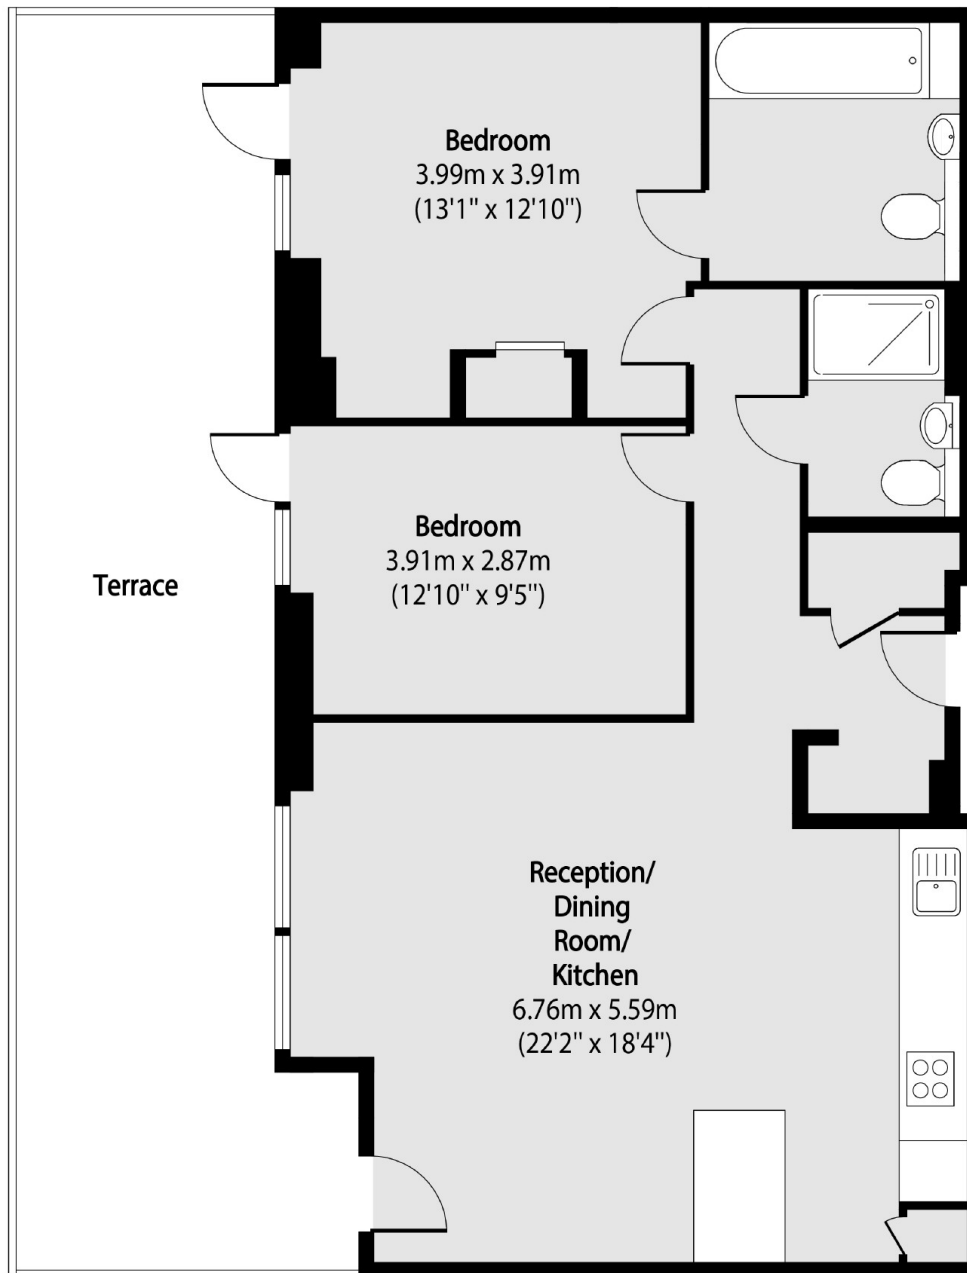 Bedroom
3.99m x 3.91m
(13'1" x 12'10")
Bedroom
3.91m x 2.87m
(12'10" x 9'5")
Terrace
Reception/
Dining
Room/
Kitchen
6.76m x 5.59m
(22'2" x 18'4")